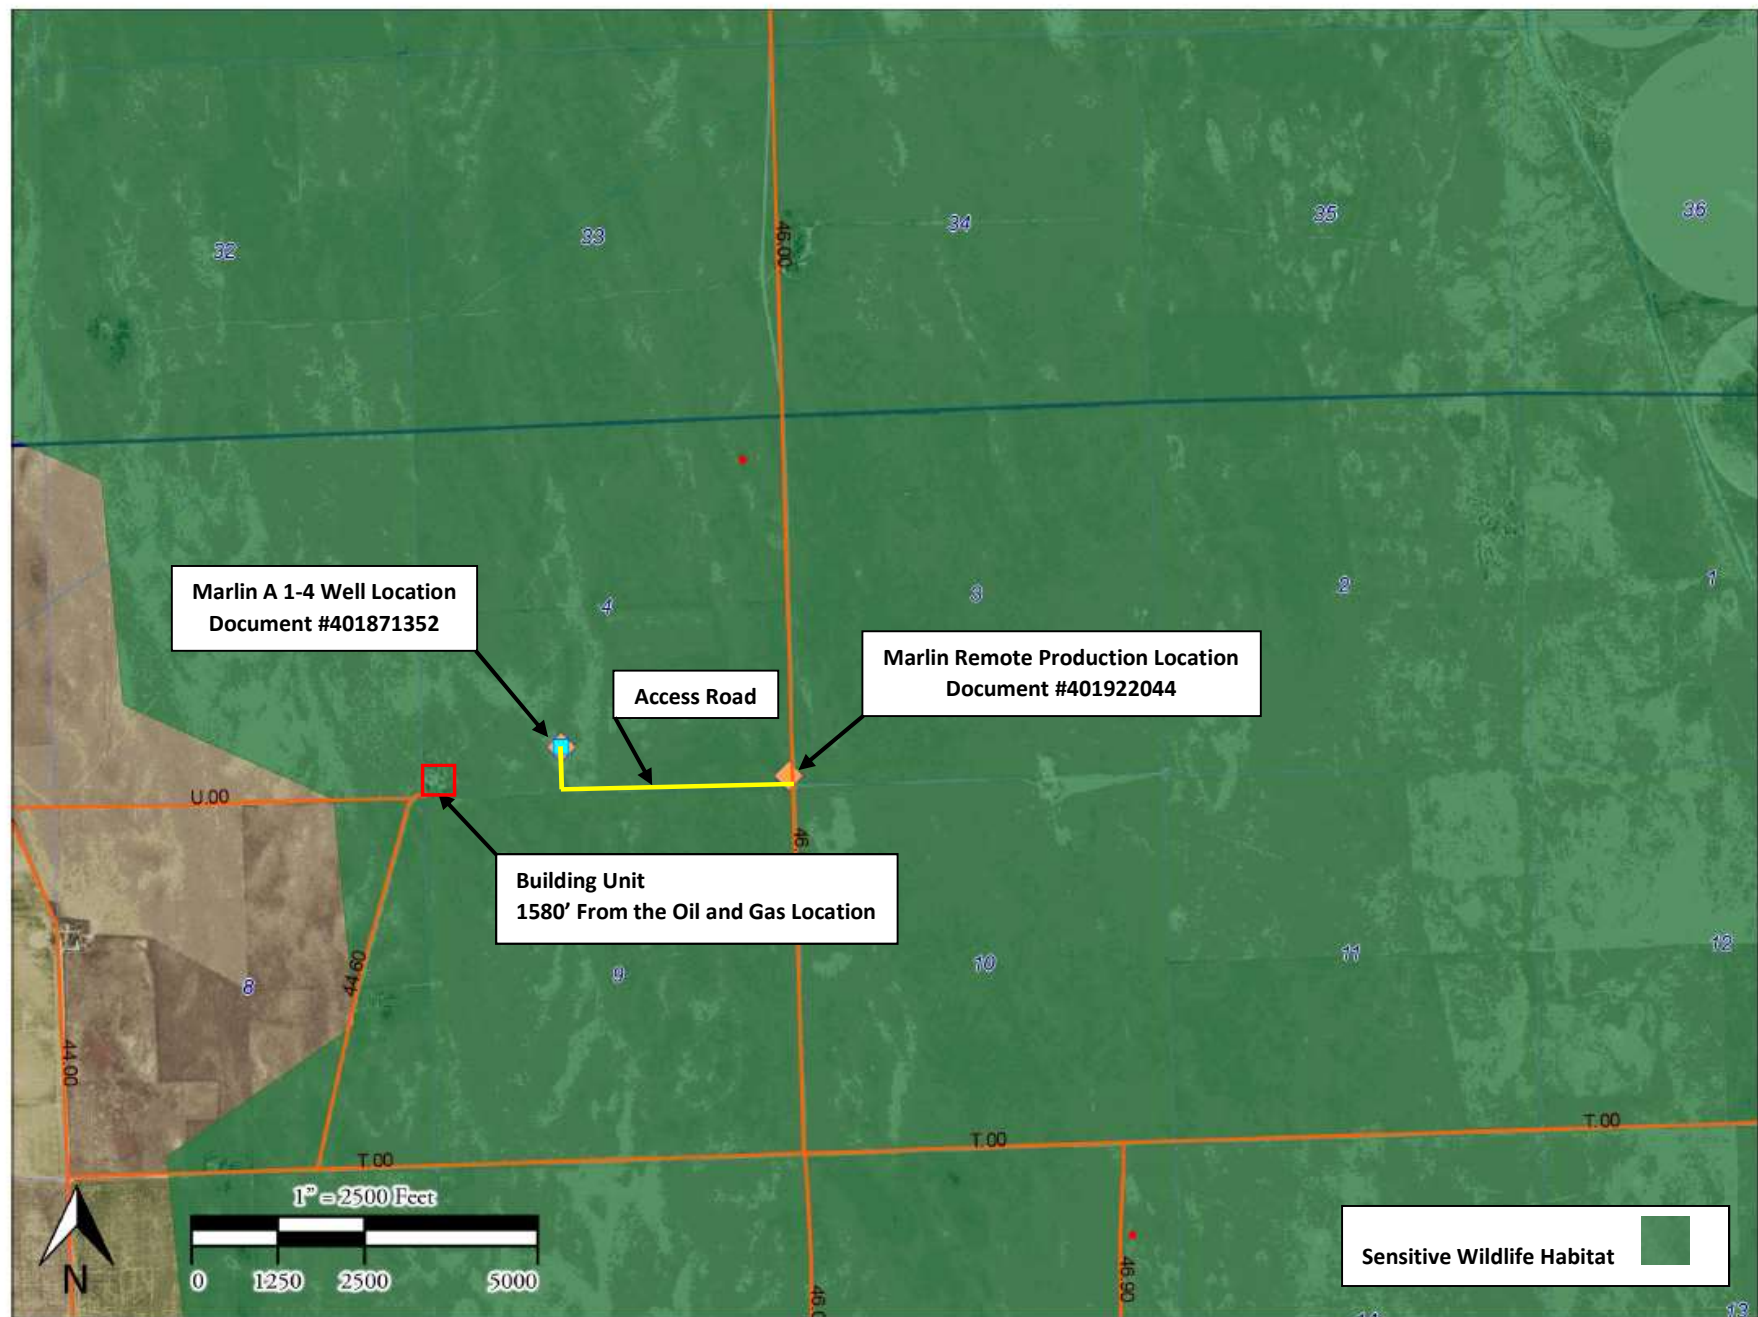 32
33
34
35
36
46.00
Marlin A 1-4 Well Location
Document #401871352
4
3
2
1
Marlin Remote Production Location
Document #401922044
Access Road
U.00
46.
Building Unit
1580’ From the Oil and Gas Location
8
44.60
9
10
11
12
44.00
T.00
T.00
T.00
1” = 2500 Feet
0 1250 2500 5000
N
46.90
Sensitive Wildlife Habitat
13